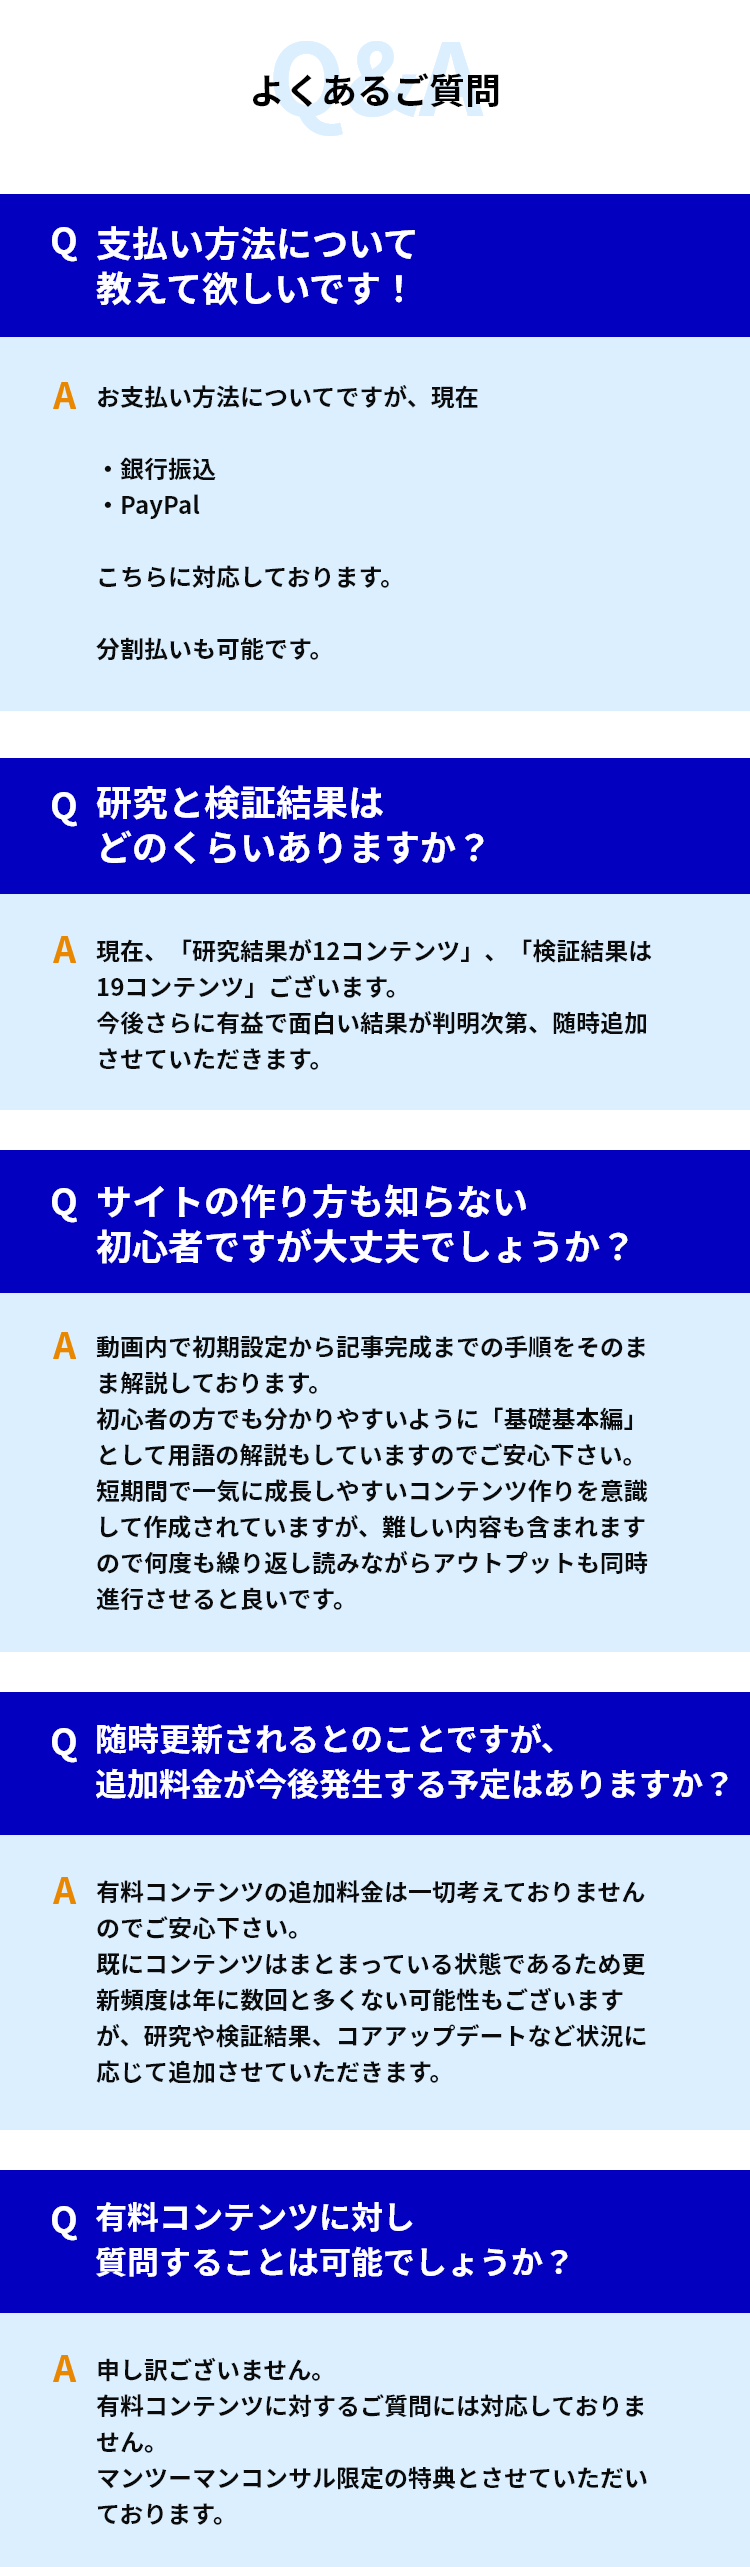 Q&A
よくあるご質問
Q 支払い方法について
教えて欲しいです！
A お支払い方法についてですが、現在
・銀行振込
・PayPal
こちらに対応しております。
分割払いも可能です。
Q 研究と検証結果は
どのくらいありますか？
A 現在、「研究結果が12コンテンツ」、「検証結果は
19コンテンツ」ございます。
今後さらに有益で面白い結果が判明次第、随時追加
させていただきます。
Q サイトの作り方も知らない
初心者ですが大丈夫でしょうか？
A 動画内で初期設定から記事完成までの手順をそのま
ま解説しております。
初心者の方でも分かりやすいように「基礎基本編」
として用語の解説もしていますのでご安心下さい。
短期間で一気に成長しやすいコンテンツ作りを意識
して作成されていますが、難しい内容も含まれます
ので何度も繰り返し読みながらアウトプットも同時
進行させると良いです。
Q 随時更新されるとのことですが、
追加料金が今後発生する予定はありますか？
A 有料コンテンツの追加料金は一切考えておりません
のでご安心下さい。
既にコンテンツはまとまっている状態であるため更
新頻度は年に数回と多くない可能性もございます
が、研究や検証結果、コアアップデートなど状況に
応じて追加させていただきます。
Q 有料コンテンツに対し
質問することは可能でしょうか？
A 申し訳ございません。
有料コンテンツに対するご質問には対応しておりま
せん。
マンツーマンコンサル限定の特典とさせていただい
ております。